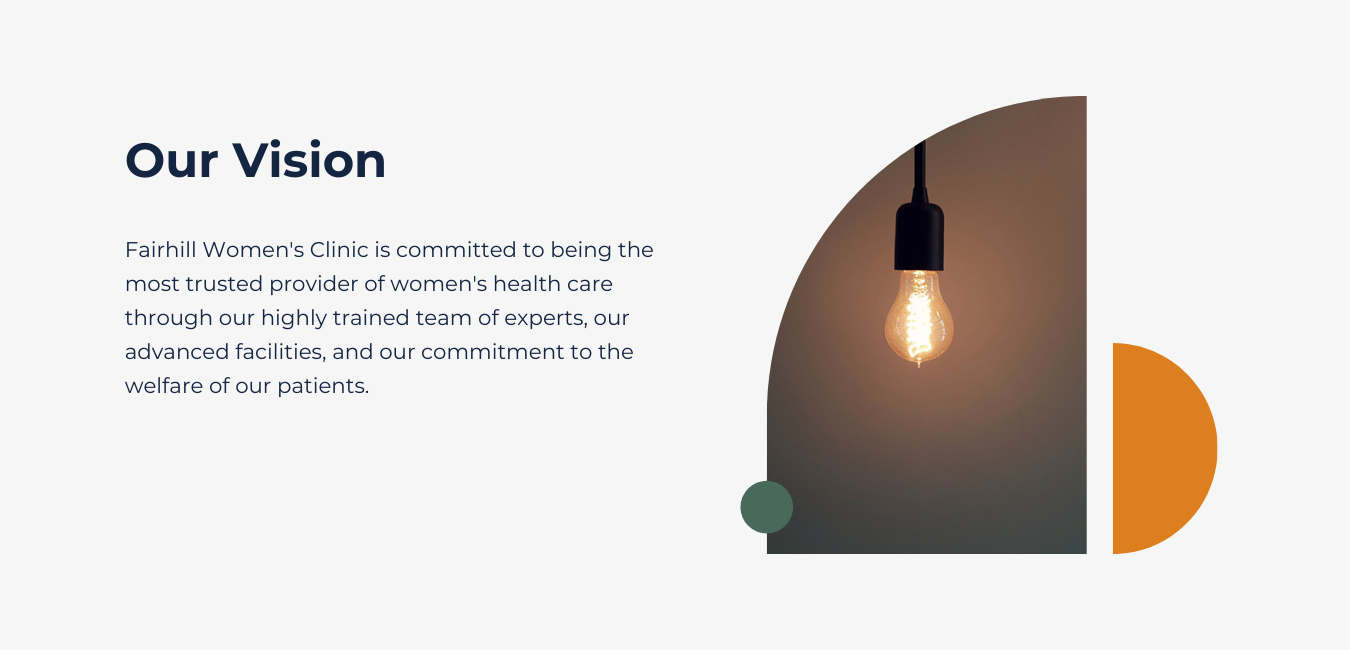 Our Vision
Fairhill Women's Clinic is committed to being the
most trusted provider of women's health care
through our highly trained team of experts, our
advanced facilities, and our commitment to the
welfare of our patients.